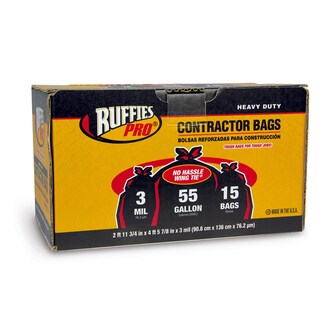 HEAVY DUTY
RUFFIES
PRO®
CONTRACTOR BAGS
BOLSAS REFORZADAS PARA CONSTRUCCIÓN
TOUGH BAGS FOR TOUGH JOBS!
NO HASSLE
WING TIE
3
MIL
55
GALLON
15
BAGS
2 ft 11 3/4 in x 4 ft 5 7/8 in x 3 mil (90.8 cm x 136 cm x 76.2 µm)
MADE IN THE U.S.A.